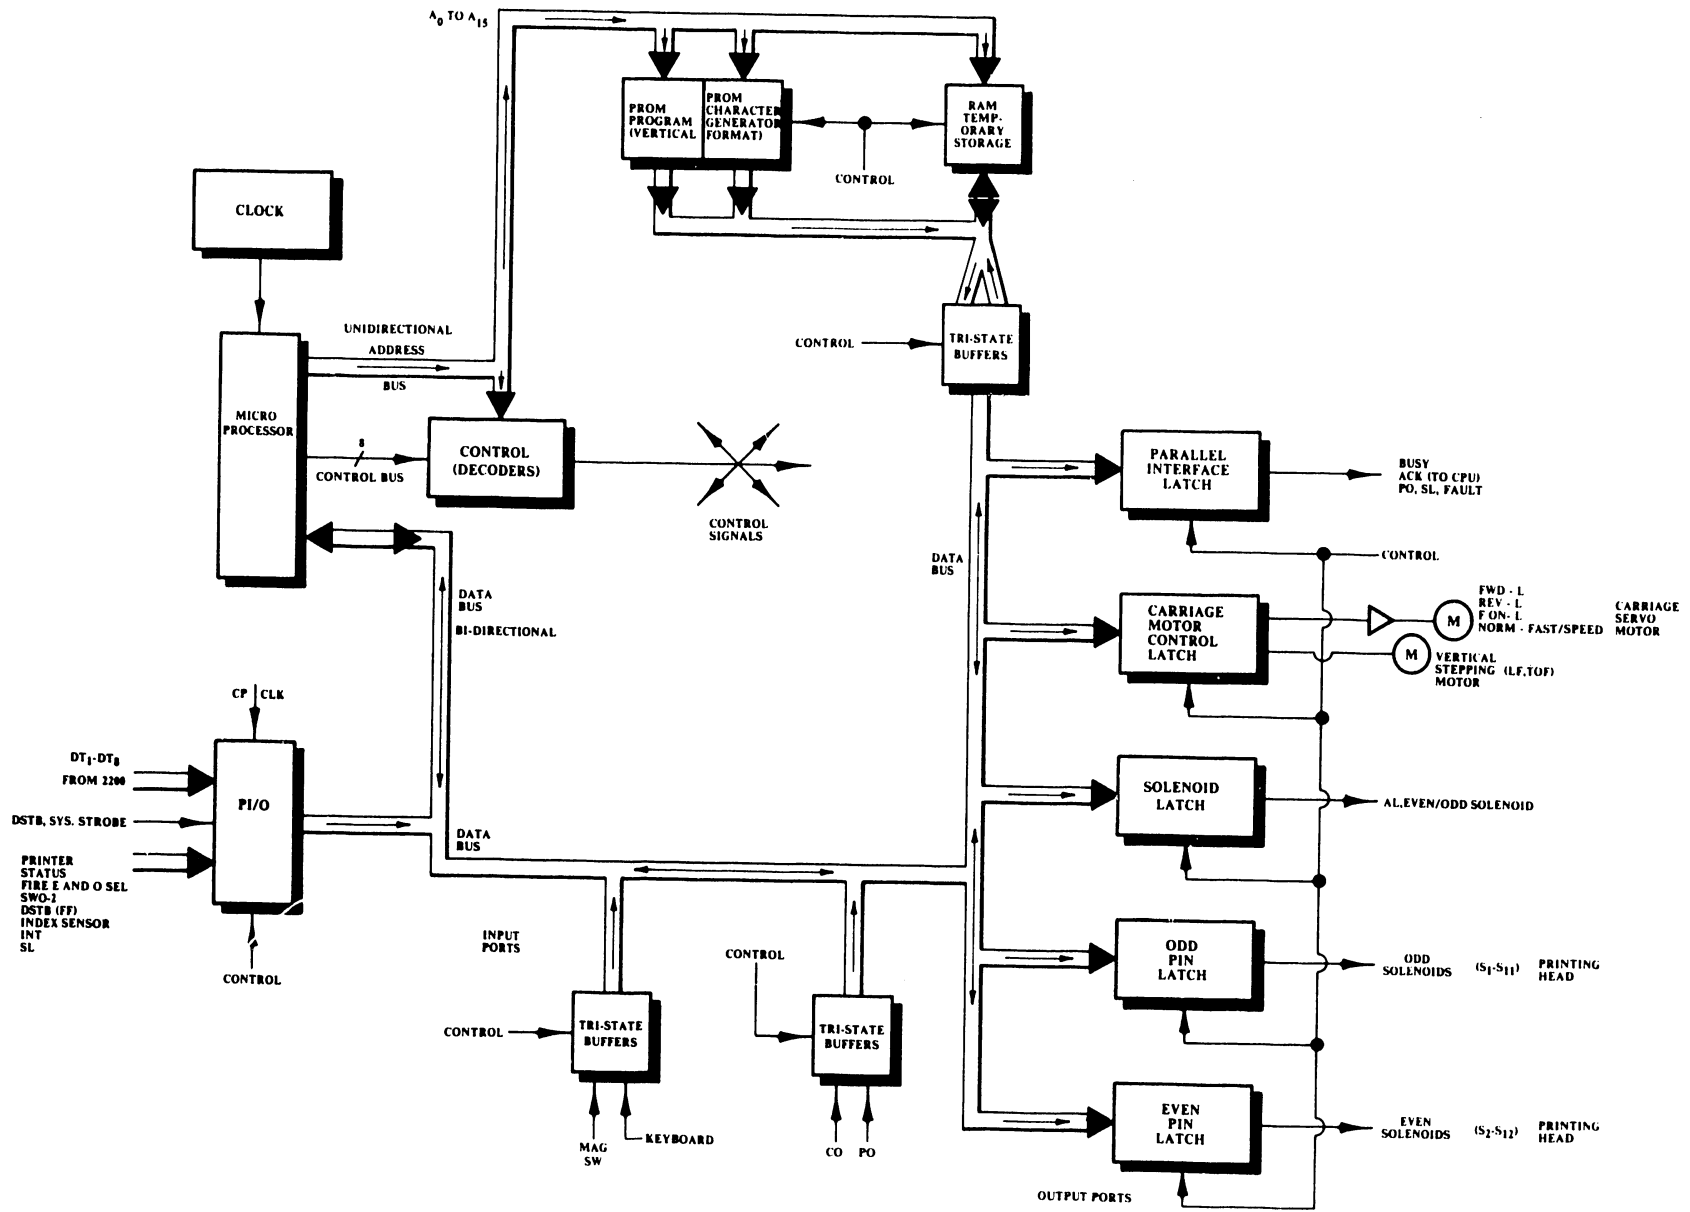 A0 TO A15
PROM
PROGRAM
(VERTICAL
PROM
CHARACTER
GENERATOR
FORMAT)
RAM
TEMP-
ORARY
STORAGE
CONTROL
CLOCK
UNIDIRECTIONAL
ADDRESS
BUS
CONTROL
TRI-STATE
BUFFERS
MICRO
PROCESSOR
8
CONTROL BUS
CONTROL
(DECODERS)
CONTROL
SIGNALS
PARALLEL
INTERFACE
LATCH
BUSY
ACK (TO CPU)
PO, SL, FAULT
DATA
BUS
CONTROL
DATA
BUS
BI-DIRECTIONAL
CARRIAGE
MOTOR
CONTROL
LATCH
M
FWD - L
REV - L
F ON- L
NORM - FAST/SPEED
CARRIAGE
SERVO
MOTOR
M
VERTICAL
STEPPING (LF,TOF)
MOTOR
CP CLK
DT1-DT8
FROM 2200
PI/O
DSTB, SYS. STROBE
PRINTER
STATUS
FIRE E AND O SEL
SWO-2
DSTB (FF)
INDEX SENSOR
INT
SL
CONTROL
DATA
BUS
SOLENOID
LATCH
AL,EVEN/ODD SOLENOID
INPUT
PORTS
CONTROL
ODD
PIN
LATCH
ODD
SOLENOIDS
(S1-S11)
PRINTING
HEAD
CONTROL
TRI-STATE
BUFFERS
TRI-STATE
BUFFERS
MAG
SW
KEYBOARD
CO PO
EVEN
PIN
LATCH
EVEN
SOLENOIDS
(S2-S12)
PRINTING
HEAD
OUTPUT PORTS